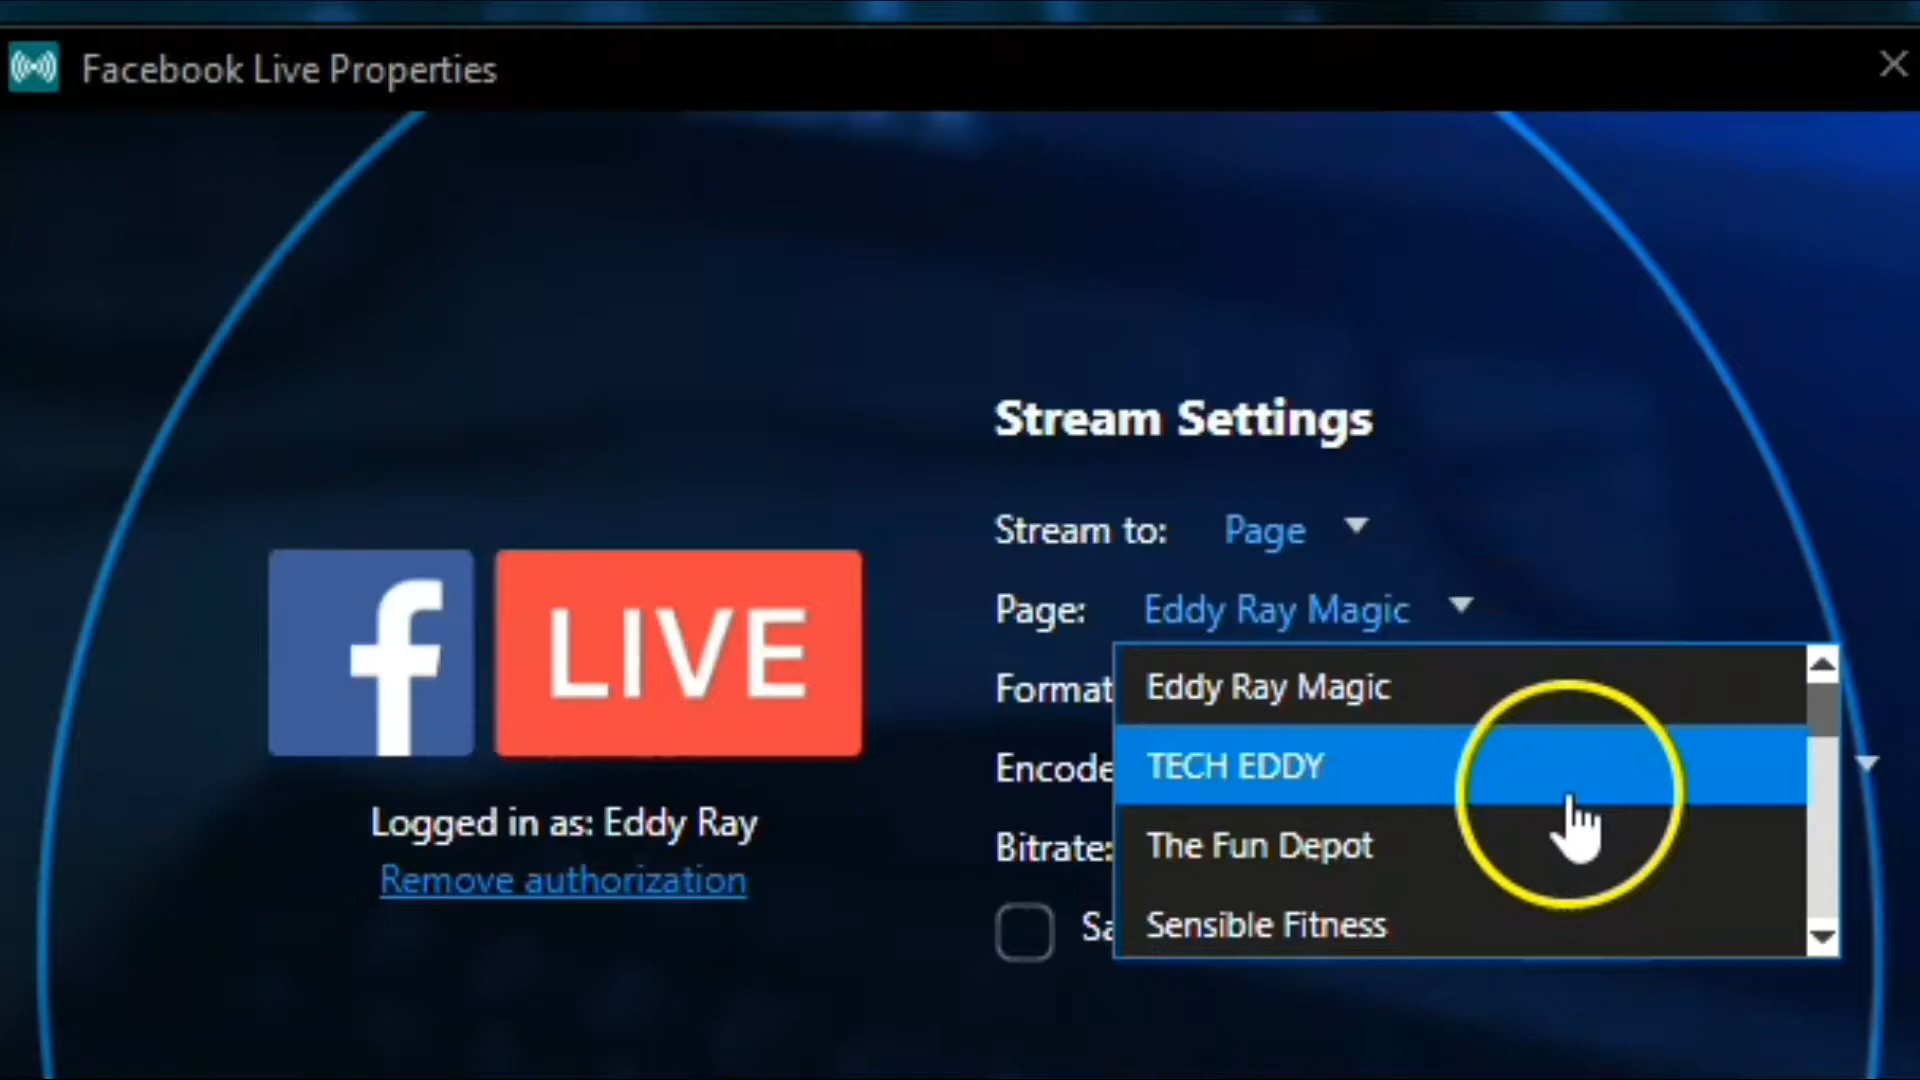 Facebook Live Properties
Stream Settings
Stream to: Page
Page: Eddy Ray Magic
Format
Eddy Ray Magic
Encode
TECH EDDY
Bitrate:
The Fun Depot
Sa
Sensible Fitness
f LIVE
Logged in as: Eddy Ray
Remove authorization